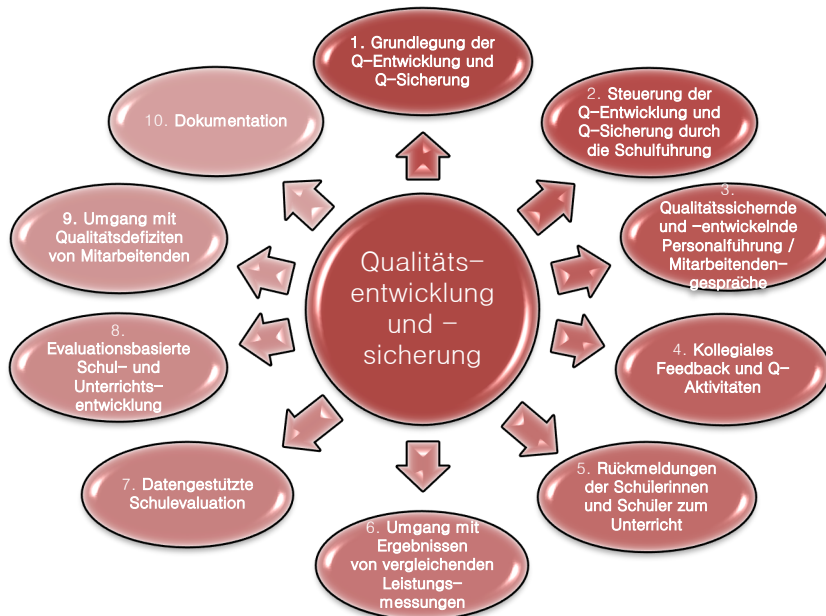 1. Grundlegung der
Q-Entwicklung und
Q-Sicherung
2. Steuerung der
Q-Entwicklung und
Q-Sicherung durch
die Schulführung
3.
Qualitätssichernde
und -entwickelnde
Personalführung /
Mitarbeitenden-
gespräche
4. Kollegiales
Feedback und Q-
Aktivitäten
5. Rückmeldungen
der Schülerinnen
und Schüler zum
Unterricht
6. Umgang mit
Ergebnissen
von vergleichenden
Leistungs-
messungen
7. Datengestützte
Schulevaluation
8.
Evaluationsbasierte
Schul- und
Unterrichts-
entwicklung
9. Umgang mit
Qualitätsdefiziten
von Mitarbeitenden
10. Dokumentation
Qualitäts-
entwicklung
und -
sicherung